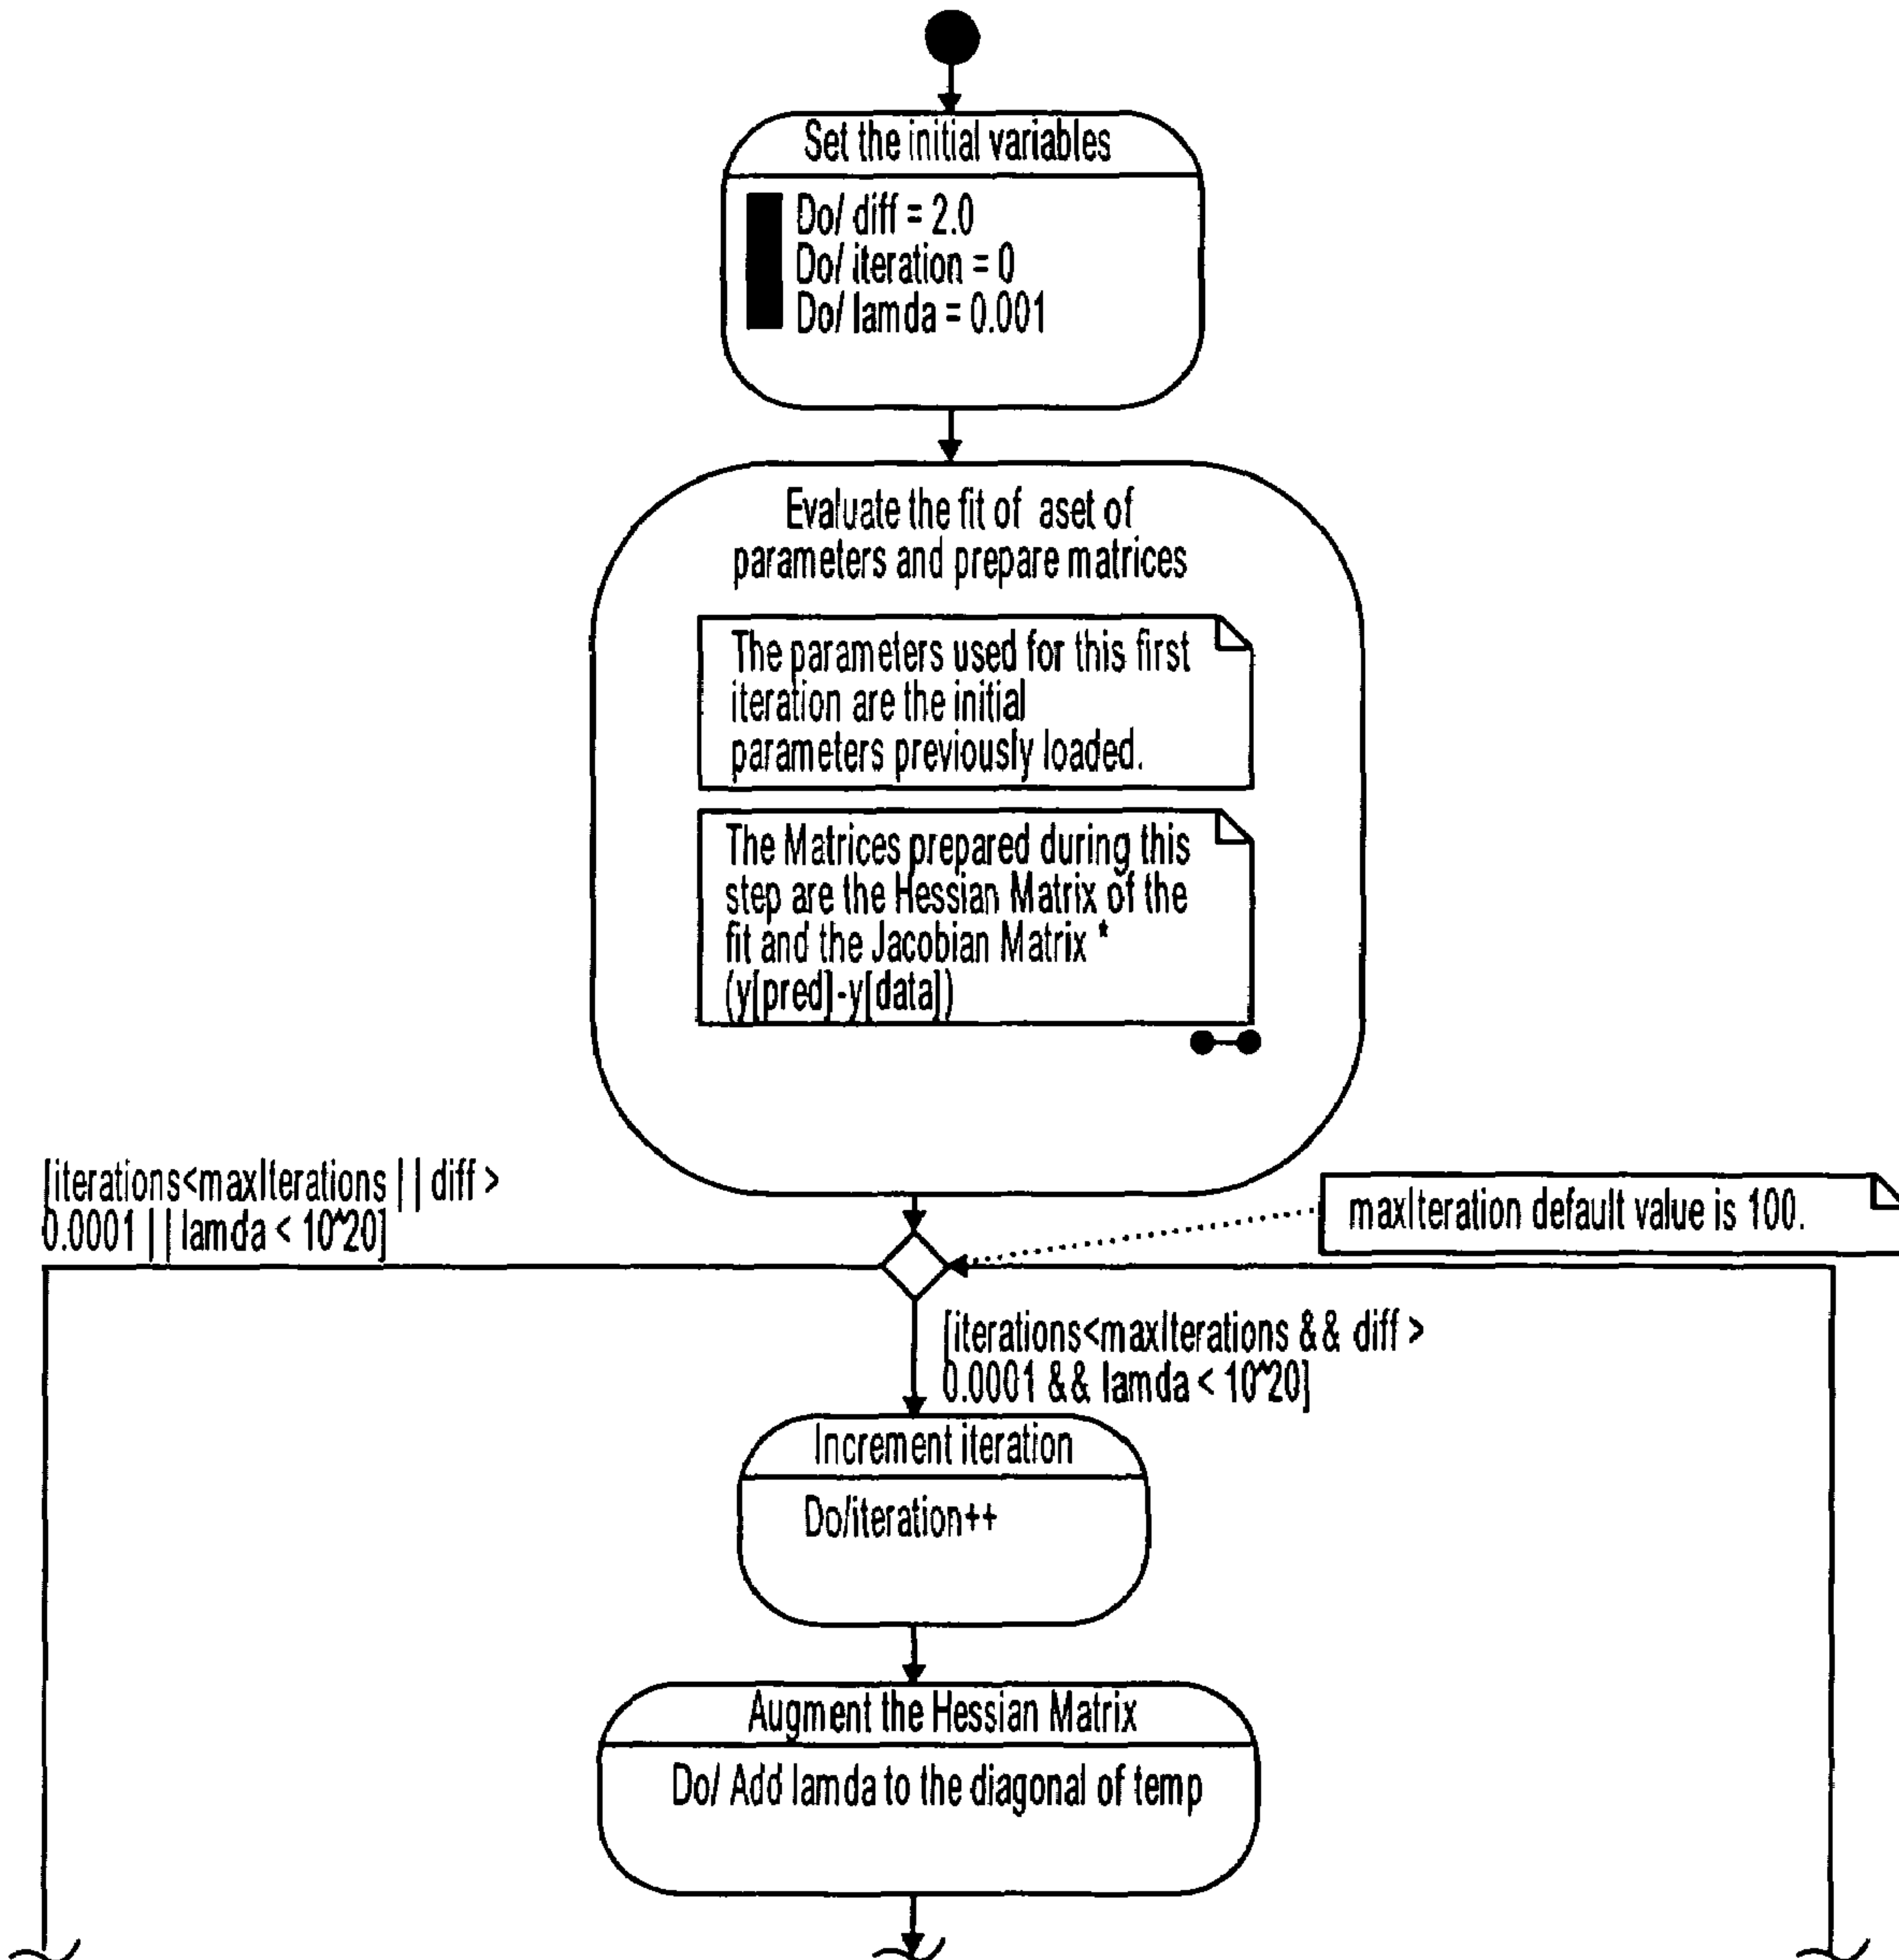 Set the initial variables
Do/ diff = 2.0
Do/ iteration = 0
Do/ lamda = 0.001
Evaluate the fit of aset of
parameters and prepare matrices
The parameters used for this first
iteration are the initial
parameters previously loaded.
The Matrices prepared during this
step are the Hessian Matrix of the
fit and the Jacobian Matrix *
(y[pred]-y[data])
[iterations<maxIterations || diff >
0.0001 || lamda < 10^20]
maxIteration default value is 100.
[iterations<maxIterations && diff >
0.0001 && lamda < 10^20]
Increment iteration
Do/iteration++
Augment the Hessian Matrix
Do/ Add lamda to the diagonal of temp